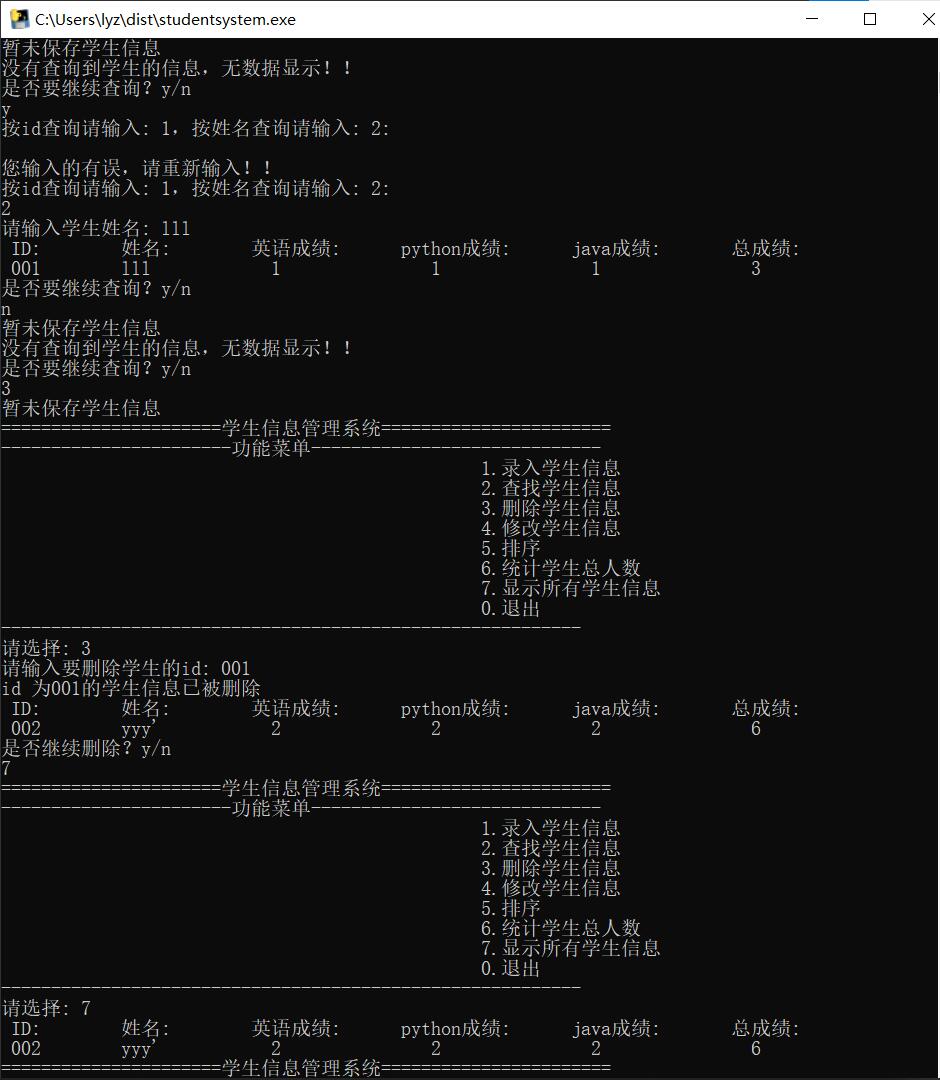 C:\Users\lyz\dist\studentsystem.exe
暂未保存学生信息
没有查询到学生的信息，无数据显示！！
是否要继续查询？y/n
y
按id查询请输入: 1，按姓名查询请输入: 2:
您输入的有误，请重新输入！！
按id查询请输入: 1，按姓名查询请输入: 2:
2
请输入学生姓名: lll
ID: 姓名: 英语成绩: python成绩: java成绩: 总成绩:
001 lll 1 1 1 3
是否要继续查询？y/n
n
暂未保存学生信息
没有查询到学生的信息，无数据显示！！
是否要继续查询？y/n
3
暂未保存学生信息
======================学生信息管理系统=======================
-----------------------功能菜单-----------------------------
1.录入学生信息
2.查找学生信息
3.删除学生信息
4.修改学生信息
5.排序
6.统计学生总人数
7.显示所有学生信息
0.退出
----------------------------------------------------------
请选择: 3
请输入要删除学生的id: 001
id 为001的学生信息已被删除
ID: 姓名: 英语成绩: python成绩: java成绩: 总成绩:
002 yyy' 2 2 2 6
是否继续删除？y/n
7
======================学生信息管理系统=======================
-----------------------功能菜单-----------------------------
1.录入学生信息
2.查找学生信息
3.删除学生信息
4.修改学生信息
5.排序
6.统计学生总人数
7.显示所有学生信息
0.退出
----------------------------------------------------------
请选择: 7
ID: 姓名: 英语成绩: python成绩: java成绩: 总成绩:
002 yyy' 2 2 2 6
======================学生信息管理系统=======================